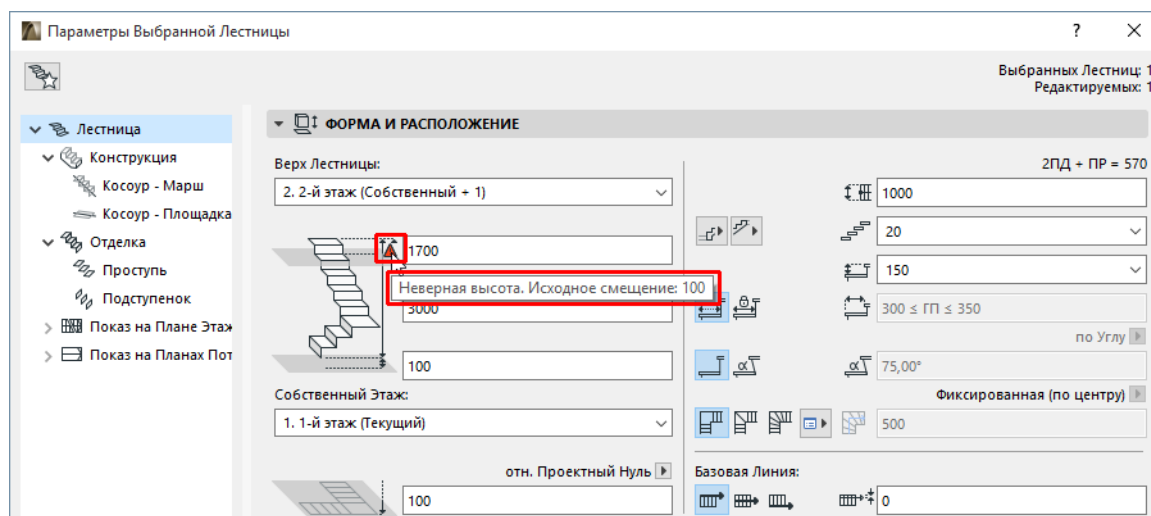 Параметры Выбранной Лестницы
Выбранных Лестниц: 1
Редактируемых: 1
Лестница
Конструкция
Косоур - Марш
Косоур - Площадка
Отделка
Проступь
Подступенок
Показ на Плане Этаж
Показ на Планах Пот
ФОРМА И РАСПОЛОЖЕНИЕ
Верх Лестницы:
2. 2-й этаж (Собственный + 1)
1700
Неверная высота. Исходное смещение: 100
3000
100
Собственный Этаж:
1. 1-й этаж (Текущий)
отн. Проектный Нуль
100
2ПД + ПР = 570
1000
20
150
300 ≤ ГП ≤ 350
по Углу
75,00°
Фиксированная (по центру)
500
Базовая Линия:
0